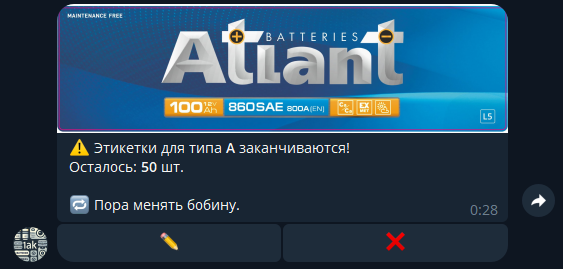 MAINTENANCE FREE
BATTERIES
Atlant
100 12V Ah 860SAE 800A(EN)
L5
⚠️ Этикетки для типа A заканчиваются!
Осталось: 50 шт.
🔁 Пора менять бобину.
0:28
1ak